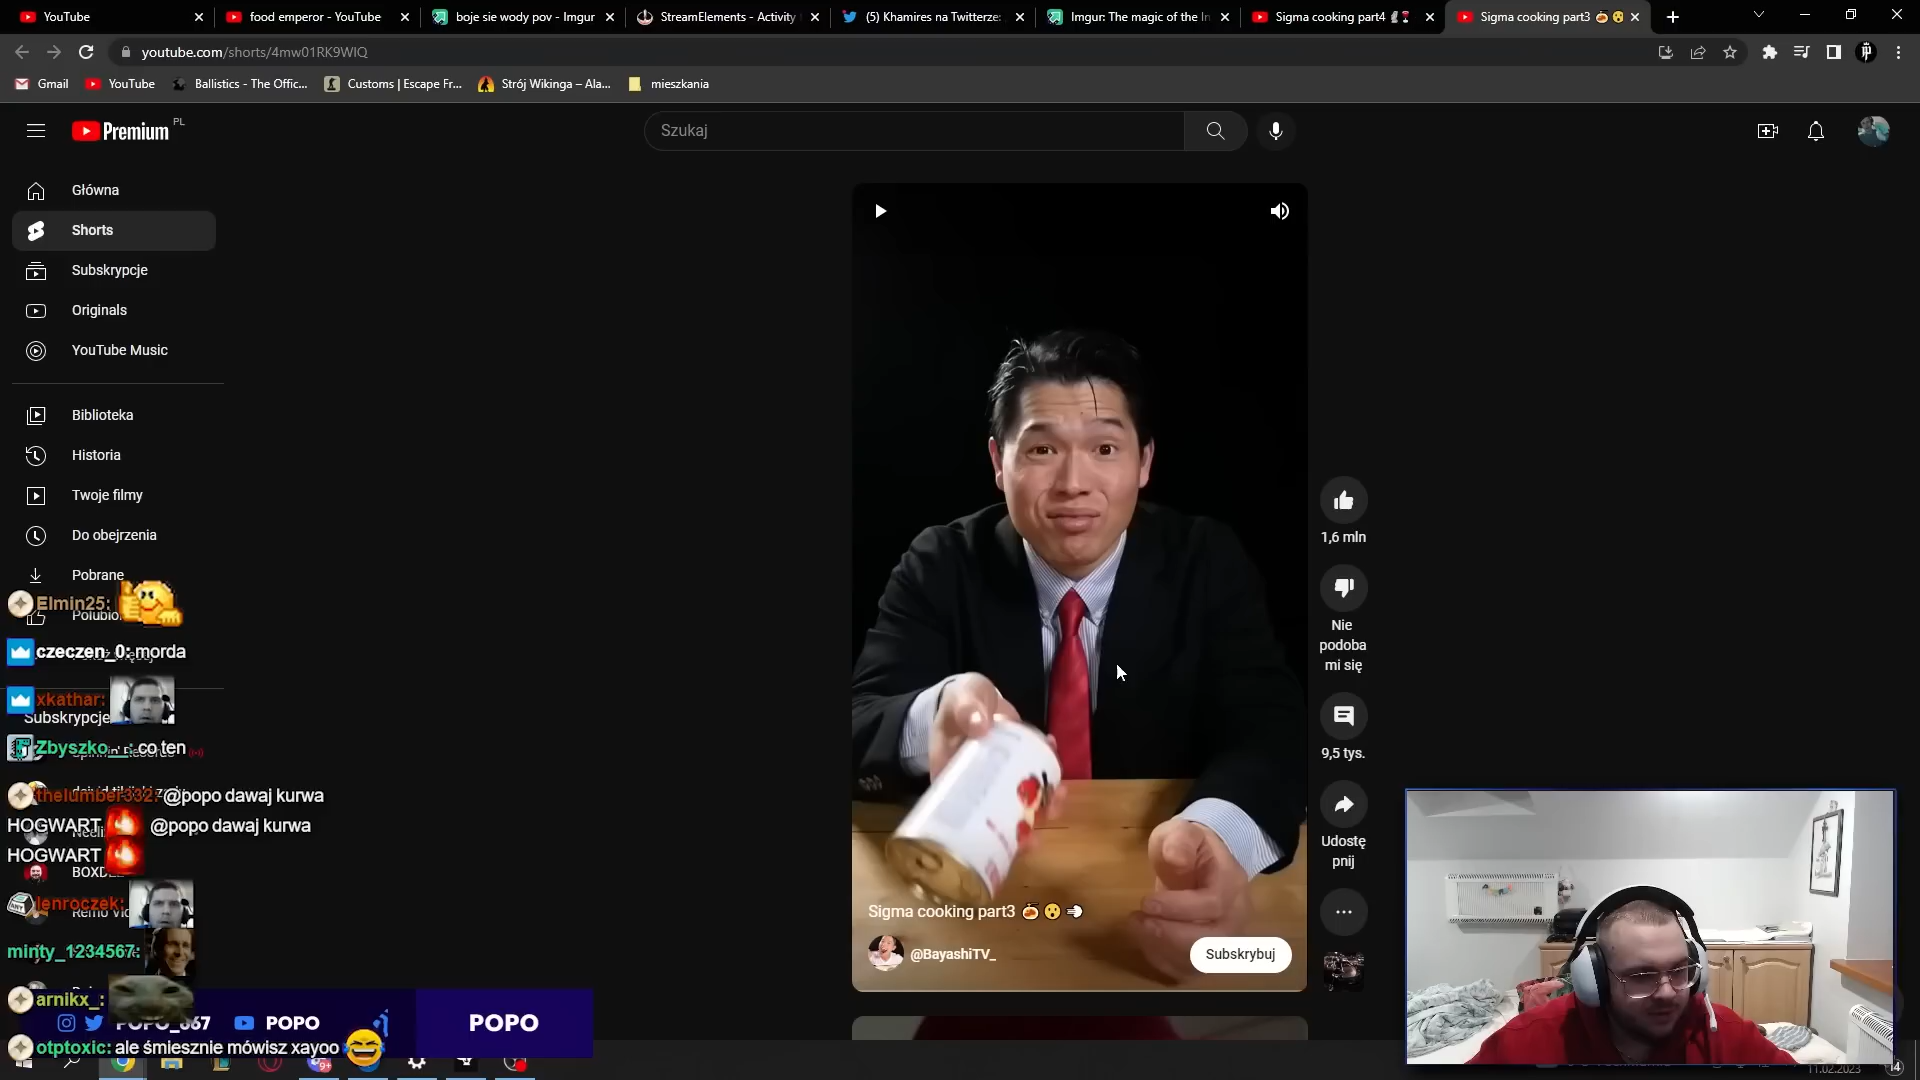 YouTube
food emperor - YouTube
boje sie wody pov - Imgur
StreamElements - Activity
(5) Khamires na Twitterze:
Imgur: The magic of the In
Sigma cooking part4
Sigma cooking part3
youtube.com/shorts/4mw01RK9WIQ
Gmail
YouTube
Ballistics - The Offic...
Customs | Escape Fr...
Strój Wikinga – Ala...
mieszkania
Premium PL
Szukaj
Główna
Shorts
Subskrypcje
Originals
YouTube Music
Biblioteka
Historia
Twoje filmy
Do obejrzenia
Pobrane
Elmin25:
czeczen_0: morda
xkathar:
Subskrypcje
co ten
thelumber332: @popo dawaj kurwa
HOGWART @popo dawaj kurwa
HOGWART
lenroczek:
minty_1234567:
arnikx_:
POPO
POPO
otptoxic: ale śmiesznie mówisz xayoo
1,6 mln
Nie
podoba
mi się
9,5 tys.
Udostę
pnij
Sigma cooking part3
@BayashiTV_
Subskrybuj
11.02.2023